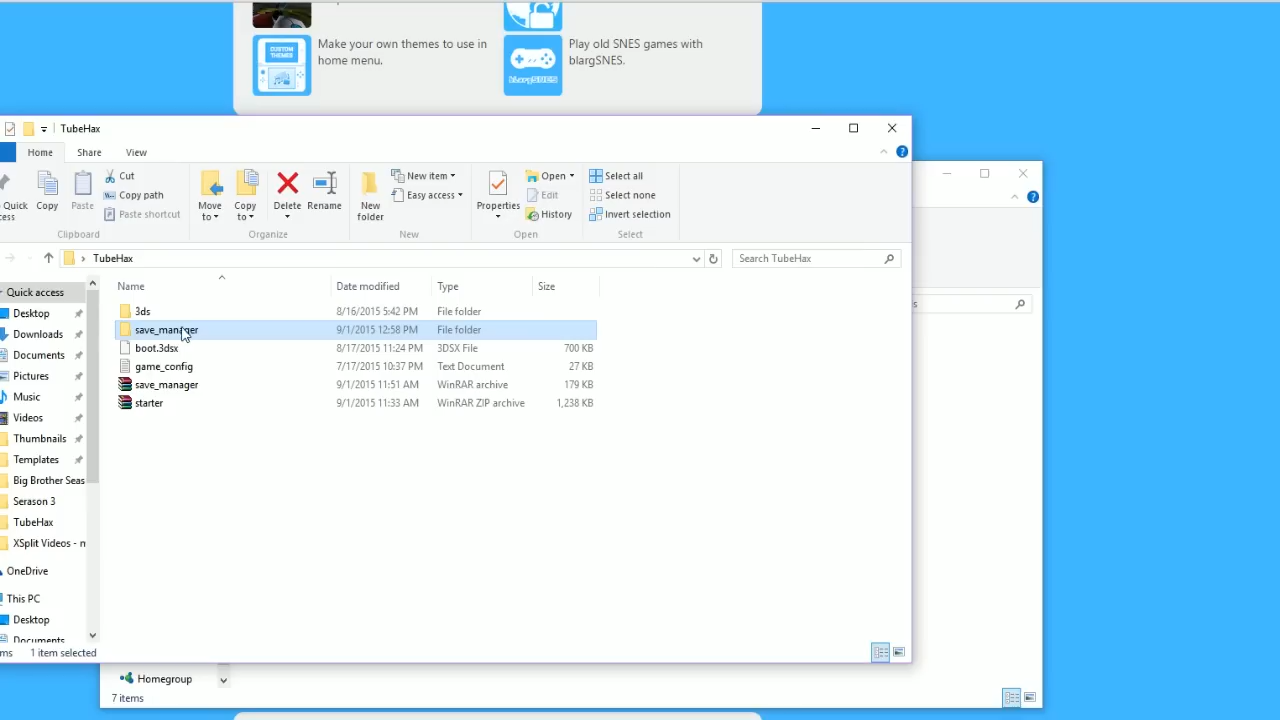 Make your own themes to use in
home menu.
CUSTOM
THEMES
Play old SNES games with
blargSNES.
blargSNES
TubeHax
Home Share View
Quick
Copy
Paste
Cut
Copy path
Paste shortcut
Clipboard
Move
to
Copy
to
Delete
Rename
Organize
New
folder
New item
Easy access
New
Properties
Open
Edit
History
Open
Select all
Select none
Invert selection
Select
TubeHax
Search TubeHax
Quick access
Desktop
Downloads
Documents
Pictures
Music
Videos
Thumbnails
Templates
Big Brother Seas
Serason 3
TubeHax
XSplit Videos - m
OneDrive
This PC
Desktop
Documents
Name Date modified Type Size
3ds 8/16/2015 5:42 PM File folder
save_manager 9/1/2015 12:58 PM File folder
boot.3dsx 8/17/2015 11:24 PM 3DSX File 700 KB
game_config 7/17/2015 10:37 PM Text Document 27 KB
save_manager 9/1/2015 11:51 AM WinRAR archive 179 KB
starter 9/1/2015 11:33 AM WinRAR ZIP archive 1,238 KB
1 item selected
Homegroup
7 items